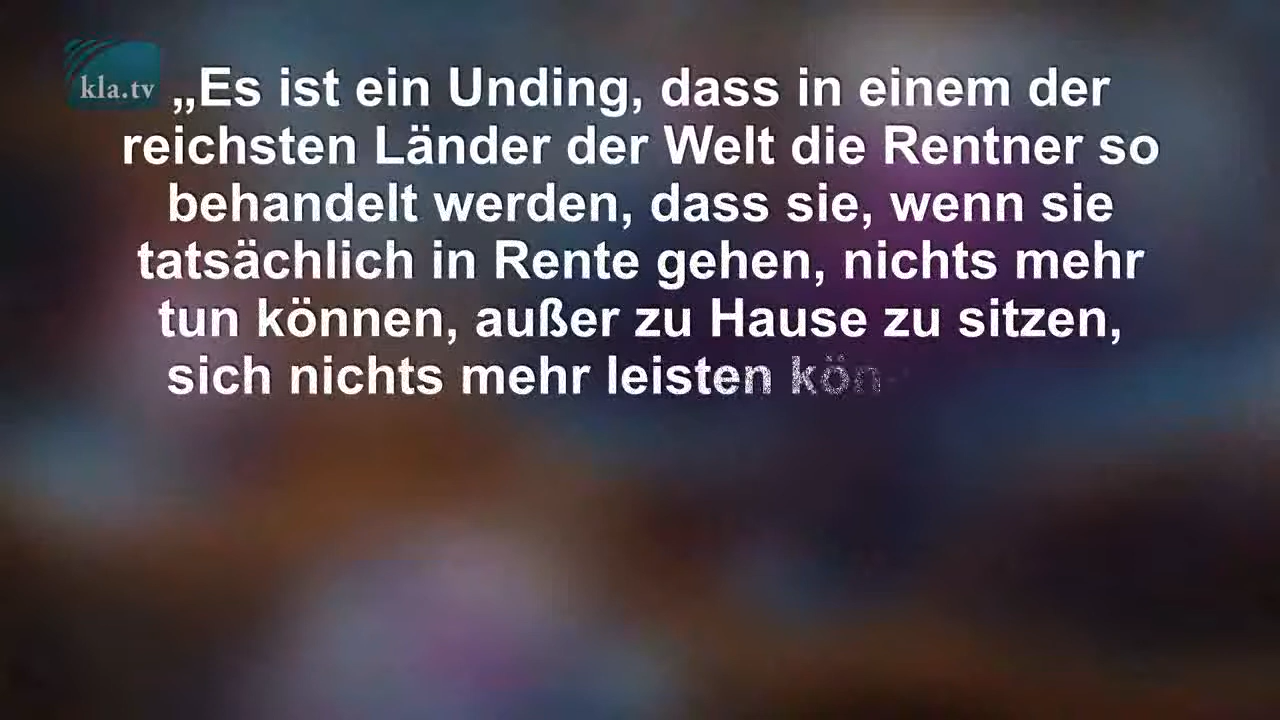 kla.tv
„Es ist ein Unding, dass in einem der
reichsten Länder der Welt die Rentner so
behandelt werden, dass sie, wenn sie
tatsächlich in Rente gehen, nichts mehr
tun können, außer zu Hause zu sitzen,
sich nichts mehr leisten kön